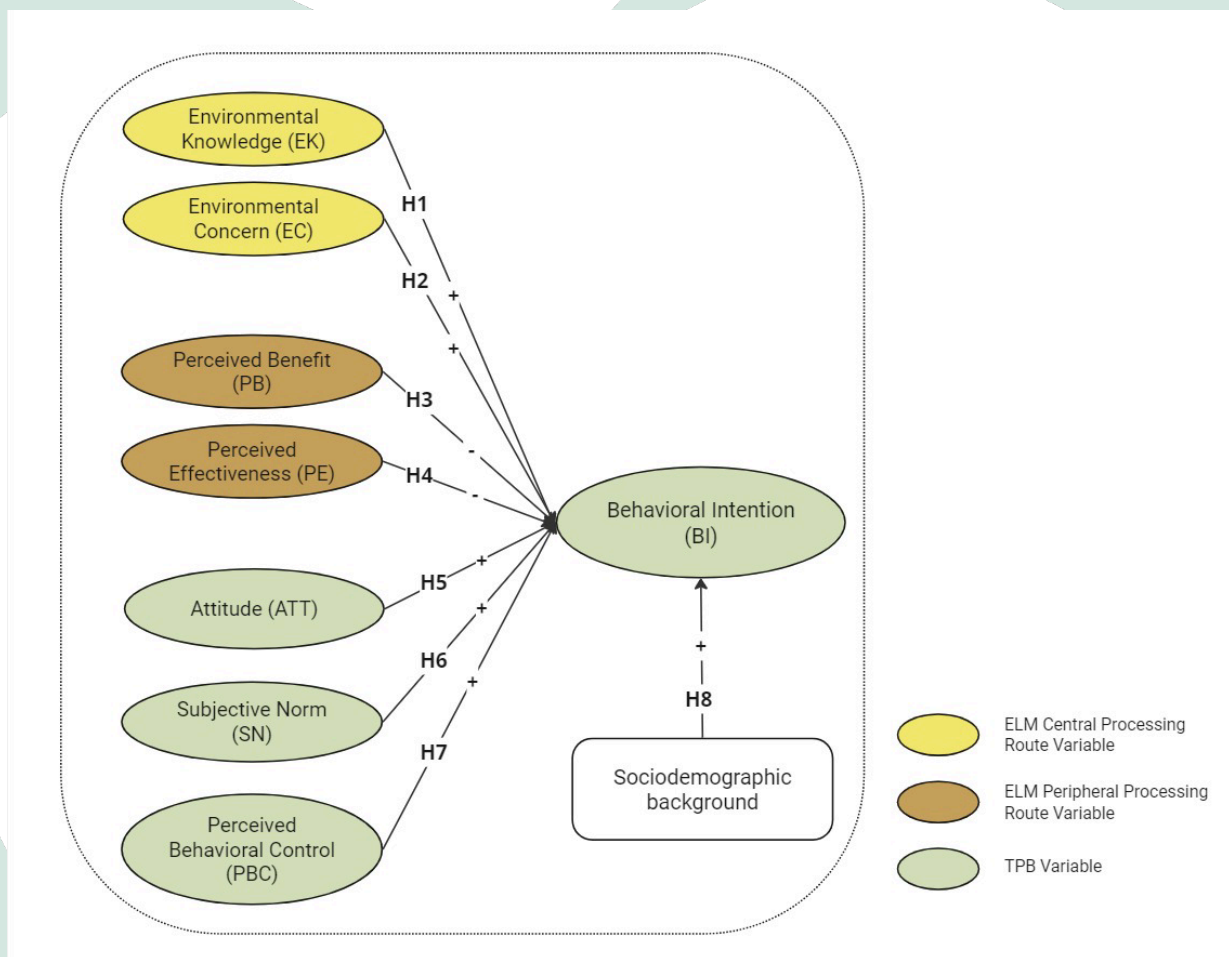 Environmental
Knowledge (EK)
H1
+
Environmental
Concern (EC)
H2
+
Perceived Benefit
(PB)
H3
-
Perceived
Effectiveness (PE)
H4
-
Attitude (ATT)
H5
+
Subjective Norm
(SN)
H6
+
Perceived
Behavioral Control
(PBC)
H7
+
Behavioral Intention
(BI)
+
H8
Sociodemographic
background
ELM Central Processing
Route Variable
ELM Peripheral Processing
Route Variable
TPB Variable